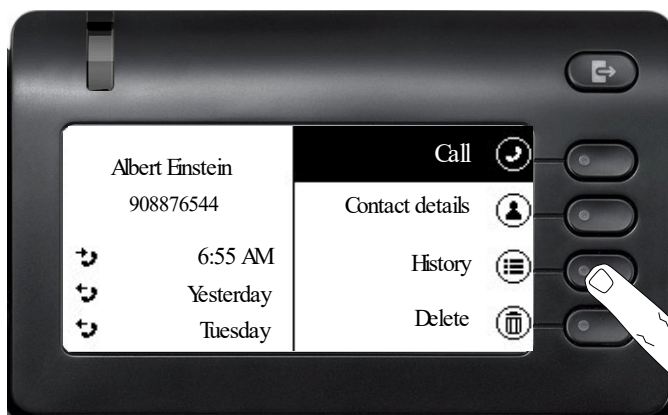 Albert Einstein
908876544
6:55 AM
Yesterday
Tuesday
Call
Contact details
History
Delete